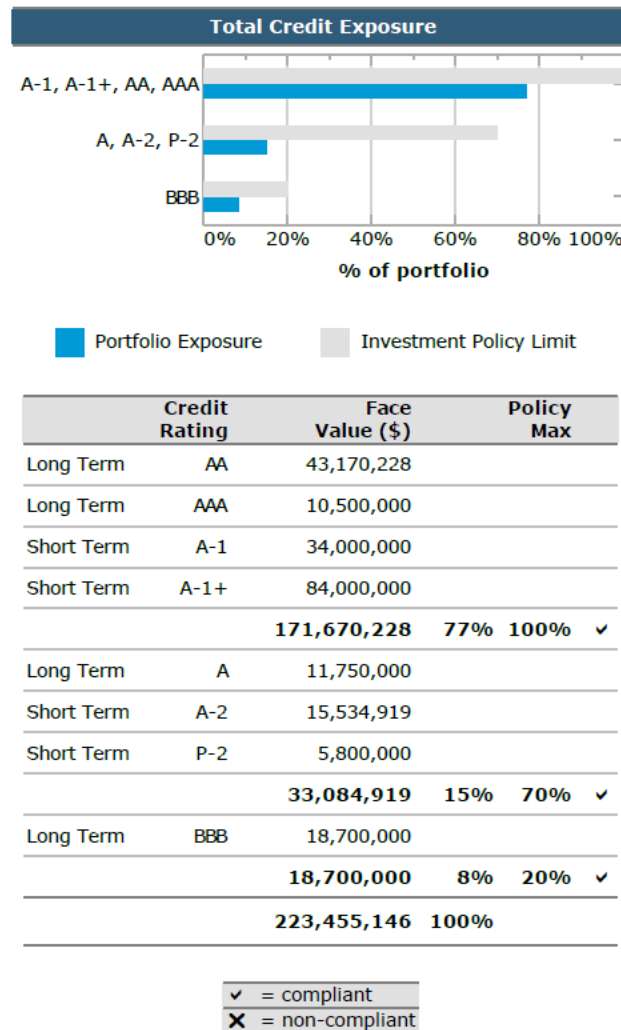 Total Credit Exposure
A-1, A-1+, AA, AAA
A, A-2, P-2
BBB
0% 20% 40% 60% 80% 100%
% of portfolio
Portfolio Exposure Investment Policy Limit
Credit Face Policy
Rating Value ($) Max
Long Term AA 43,170,228
Long Term AAA 10,500,000
Short Term A-1 34,000,000
Short Term A-1+ 84,000,000
171,670,228 77% 100% ✓
Long Term A 11,750,000
Short Term A-2 15,534,919
Short Term P-2 5,800,000
33,084,919 15% 70% ✓
Long Term BBB 18,700,000
18,700,000 8% 20% ✓
223,455,146 100%
✓ = compliant
✗ = non-compliant